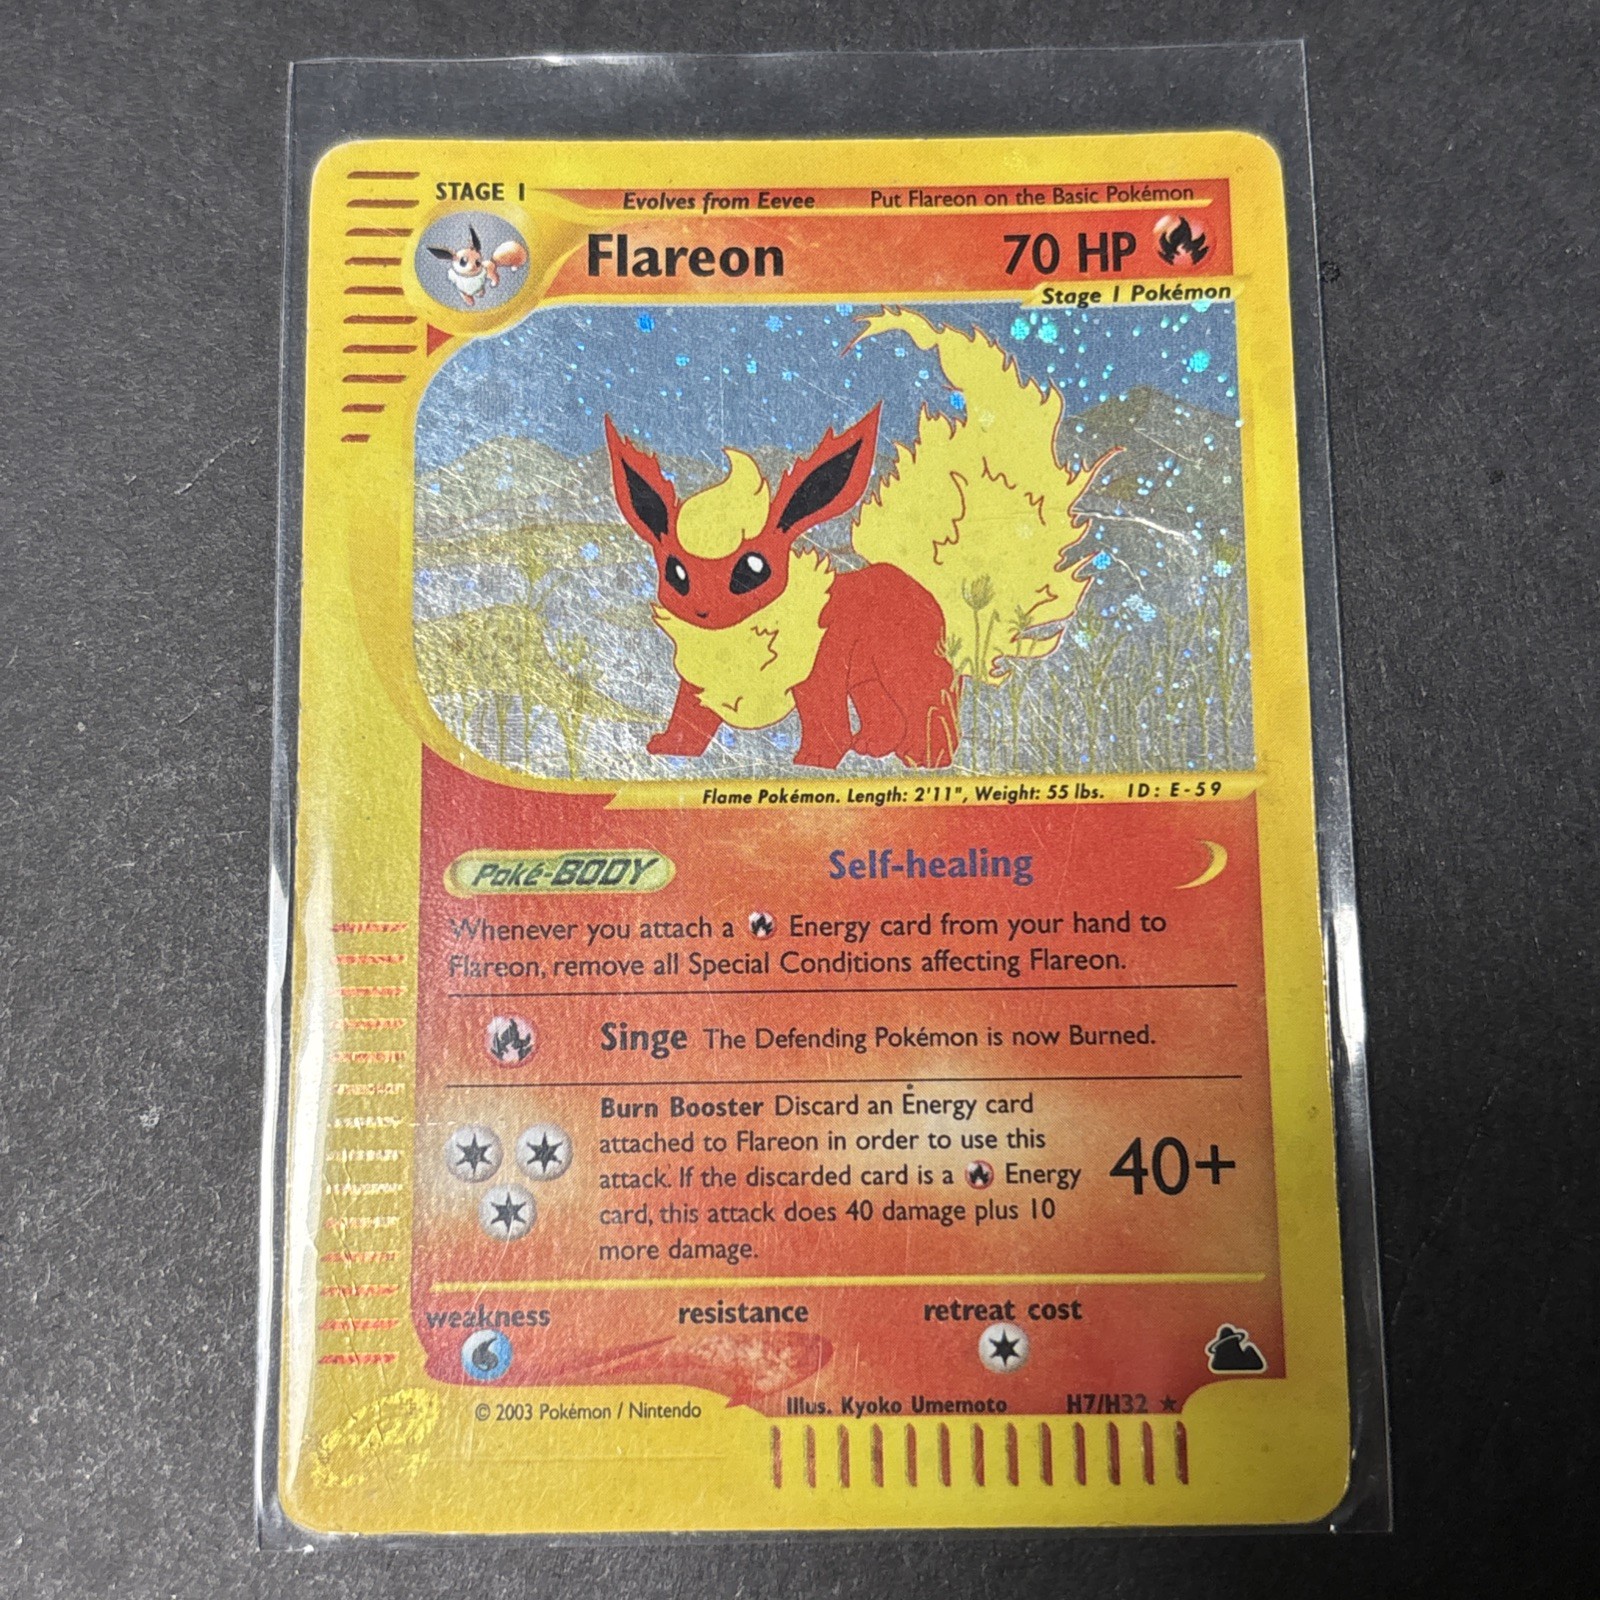 STAGE 1
Evolves from Eevee
Put Flareon on the Basic Pokémon
Flareon
70 HP
Stage 1 Pokémon
Flame Pokémon. Length: 2'11", Weight: 55 lbs. ID: E-59
Poké-BODY
Self-healing
Whenever you attach a Energy card from your hand to
Flareon, remove all Special Conditions affecting Flareon.
Singe The Defending Pokémon is now Burned.
Burn Booster Discard an Energy card
attached to Flareon in order to use this
attack. If the discarded card is a Energy
card, this attack does 40 damage plus 10
more damage.
40+
weakness
resistance
retreat cost
© 2003 Pokémon / Nintendo
Illus. Kyoko Umemoto
H7/H32 ★